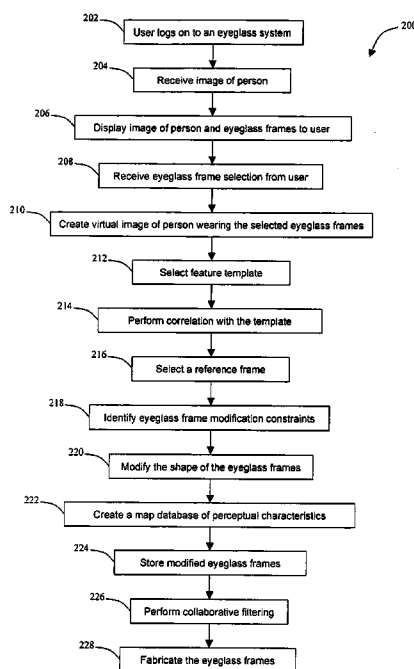 200
202
User logs on to an eyeglass system
204
Receive image of person
206
Display image of person and eyeglass frames to user
208
Receive eyeglass frame selection from user
210
Create virtual image of person wearing the selected eyeglass frames
212
Select feature template
214
Perform correlation with the template
216
Select a reference frame
218
Identify eyeglass frame modification constraints
220
Modify the shape of the eyeglass frames
222
Create a map database of perceptual characteristics
224
Store modified eyeglass frames
226
Perform collaborative filtering
228
Fabricate the eyeglass frames